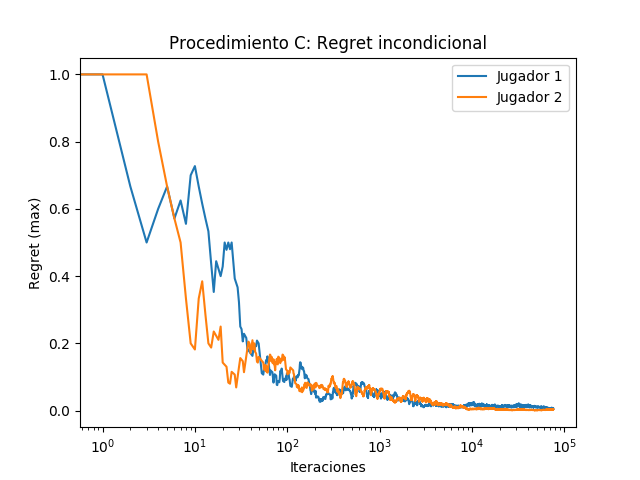 Procedimiento C: Regret incondicional
Jugador 1
Jugador 2
Regret (max)
1.0
0.8
0.6
0.4
0.2
0.0
10^0 10^1 10^2 10^3 10^4 10^5
Iteraciones